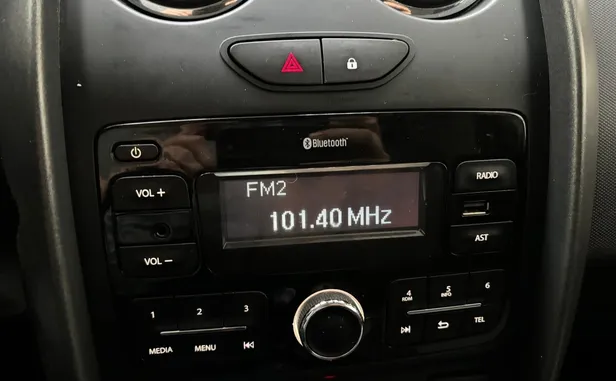 Bluetooth
FM2
101.40 MHz
VOL +
VOL −
RADIO
AST
1 2 3
MEDIA MENU
4 5 6
RDM INFO
TEL